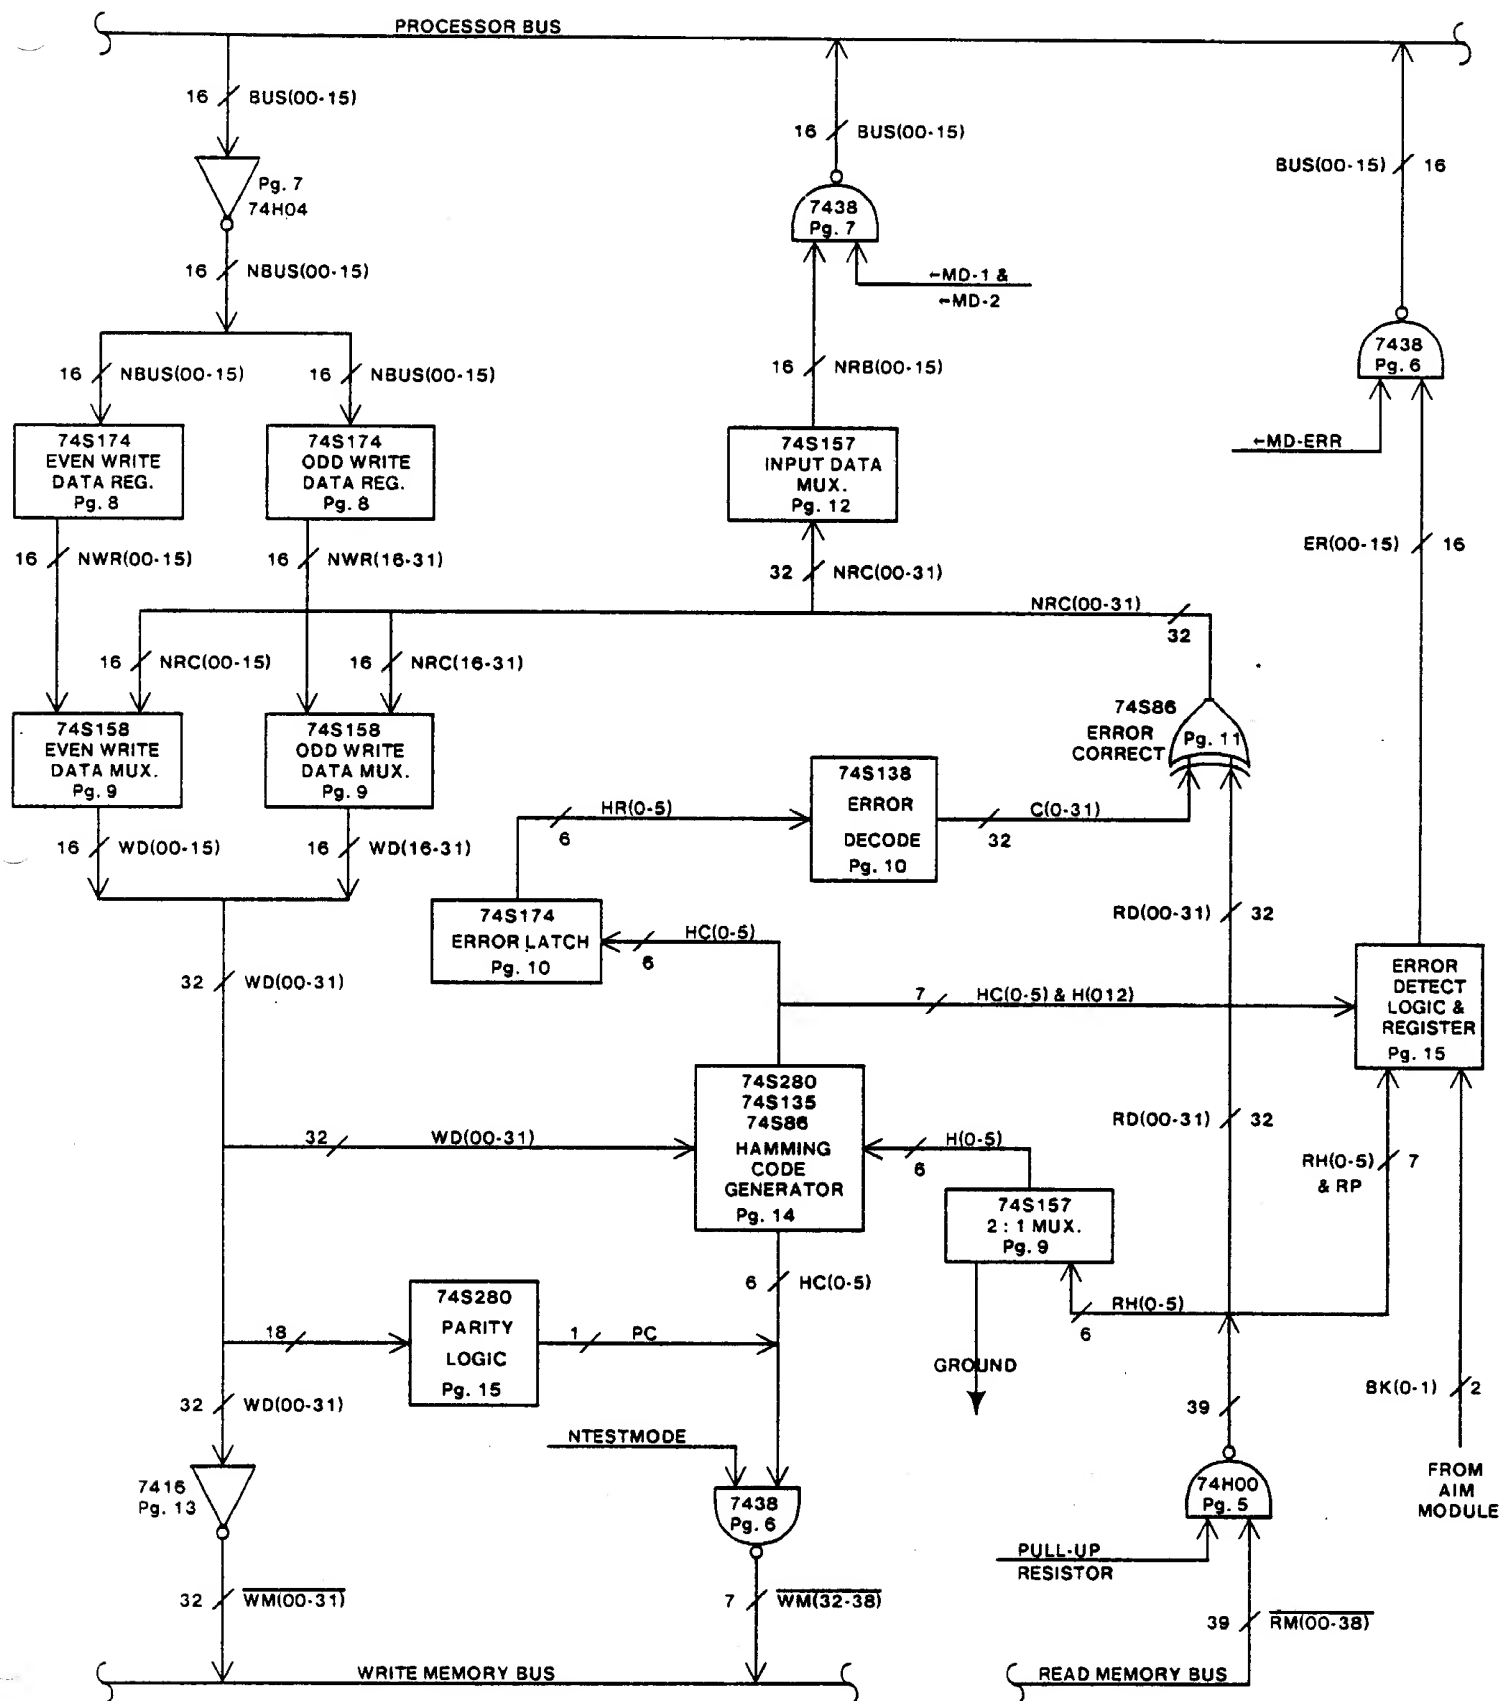 PROCESSOR BUS
16 BUS(00-15)
Pg. 7
74H04
16 NBUS(00-15)
16 NBUS(00-15)
16 NBUS(00-15)
74S174
EVEN WRITE
DATA REG.
Pg. 8
74S174
ODD WRITE
DATA REG.
Pg. 8
16 NWR(00-15)
16 NWR(16-31)
16 NRC(00-15)
16 NRC(16-31)
74S158
EVEN WRITE
DATA MUX.
Pg. 9
74S158
ODD WRITE
DATA MUX.
Pg. 9
16 WD(00-15)
16 WD(16-31)
32 WD(00-31)
16 BUS(00-15)
7438
Pg. 7
←MD-1 &
←MD-2
16 NRB(00-15)
74S157
INPUT DATA
MUX.
Pg. 12
32 NRC(00-31)
NRC(00-31)
32
BUS(00-15) 16
7438
Pg. 6
←MD-ERR
ER(00-15) 16
74S86
ERROR
CORRECT
Pg. 11
74S138
ERROR
DECODE
Pg. 10
HR(0-5)
6
C(0-31)
32
74S174
ERROR LATCH
Pg. 10
HC(0-5)
6
RD(00-31) 32
7 HC(0-5) & H(012)
ERROR
DETECT
LOGIC &
REGISTER
Pg. 15
74S280
74S135
74S86
HAMMING
CODE
GENERATOR
Pg. 14
32 WD(00-31)
H(0-5)
6
RD(00-31) 32
RH(0-5) 7
& RP
74S157
2 : 1 MUX.
Pg. 9
6 HC(0-5)
RH(0-5)
6
GROUND
74S280
PARITY
LOGIC
Pg. 15
18
1 PC
BK(0-1) 2
FROM
AIM
MODULE
32 WD(00-31)
39
NTESTMODE
7416
Pg. 13
7438
Pg. 6
74H00
Pg. 5
PULL-UP
RESISTOR
32 WM(00-31)
7 WM(32-38)
39 RM(00-38)
WRITE MEMORY BUS
READ MEMORY BUS